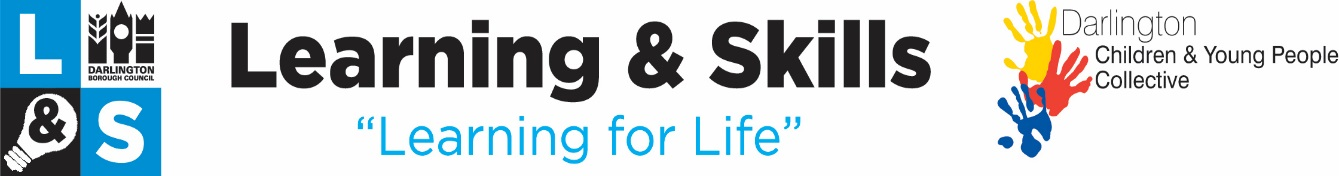 L
DARLINGTON
BOROUGH COUNCIL
&
S
Learning & Skills
“Learning for Life”
Darlington
Children & Young People
Collective